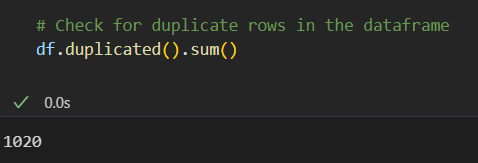 # Check for duplicate rows in the dataframe
df.duplicated().sum()
0.0s
1020